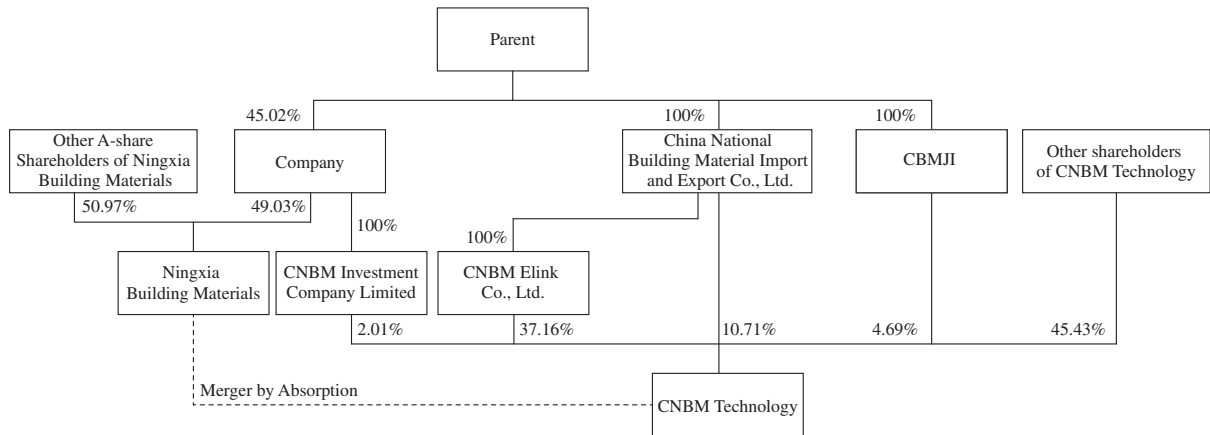 Parent
45.02%
100%
100%
Other A-share
Shareholders of Ningxia
Building Materials
Company
China National
Building Material Import
and Export Co., Ltd.
CBMJI
Other shareholders
of CNBM Technology
50.97%
49.03%
100%
100%
Ningxia
Building Materials
CNBM Investment
Company Limited
CNBM Elink
Co., Ltd.
2.01%
37.16%
10.71%
4.69%
45.43%
Merger by Absorption
CNBM Technology